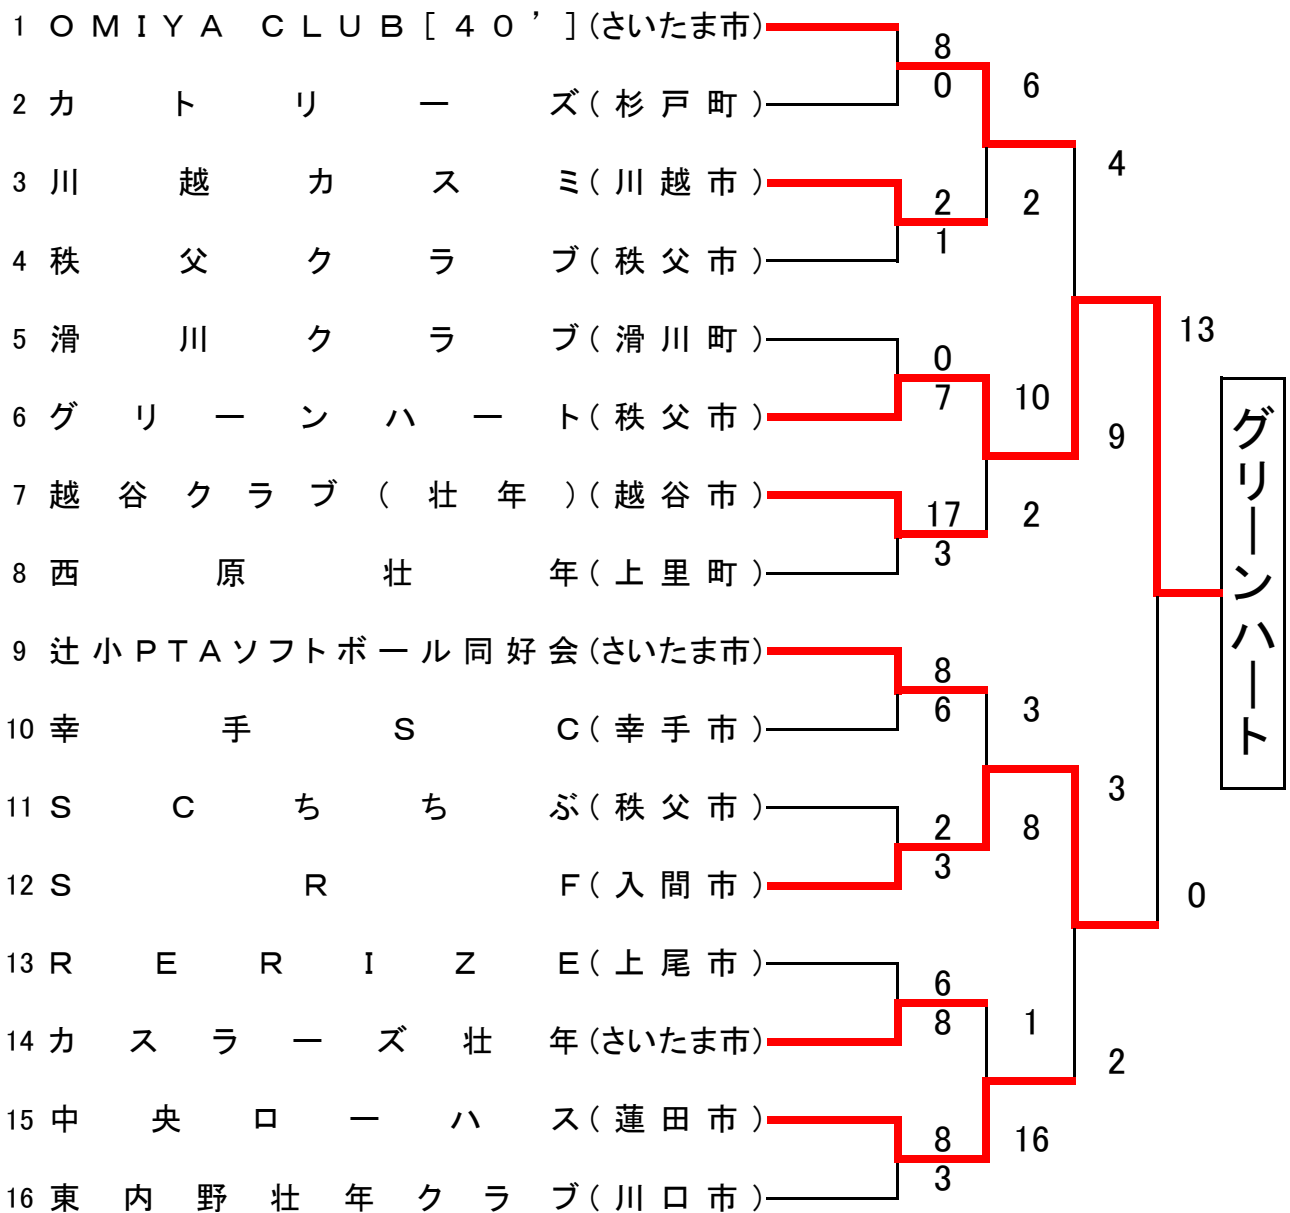 1 OMIYA CLUB[40'](さいたま市)
8
0
6
2 カトリーズ(杉戸町)
4
3 川越カスミ(川越市)
2
1
2
4 秩父クラブ(秩父市)
13
5 滑川クラブ(滑川町)
0
7
10
6 グリーンハート(秩父市)
9
グリーンハート
7 越谷クラブ(壮年)(越谷市)
17
3
2
8 西原壮年(上里町)
9 辻小PTAソフトボール同好会(さいたま市)
8
6
3
10 幸手SC(幸手市)
3
11 SCちちぶ(秩父市)
2
3
8
12 SRF(入間市)
0
13 RERIZE(上尾市)
6
8
1
14 カスラーズ壮年(さいたま市)
2
15 中央ローハス(蓮田市)
8
3
16
16 東内野壮年クラブ(川口市)